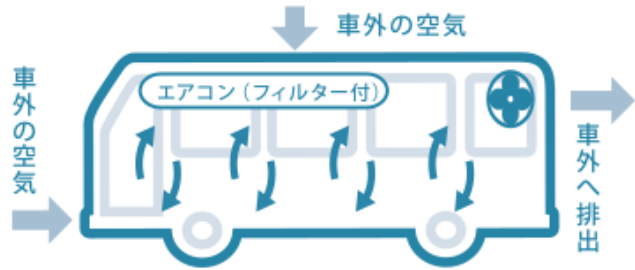 車外の空気
エアコン（フィルター付）
車外の空気
車外へ排出